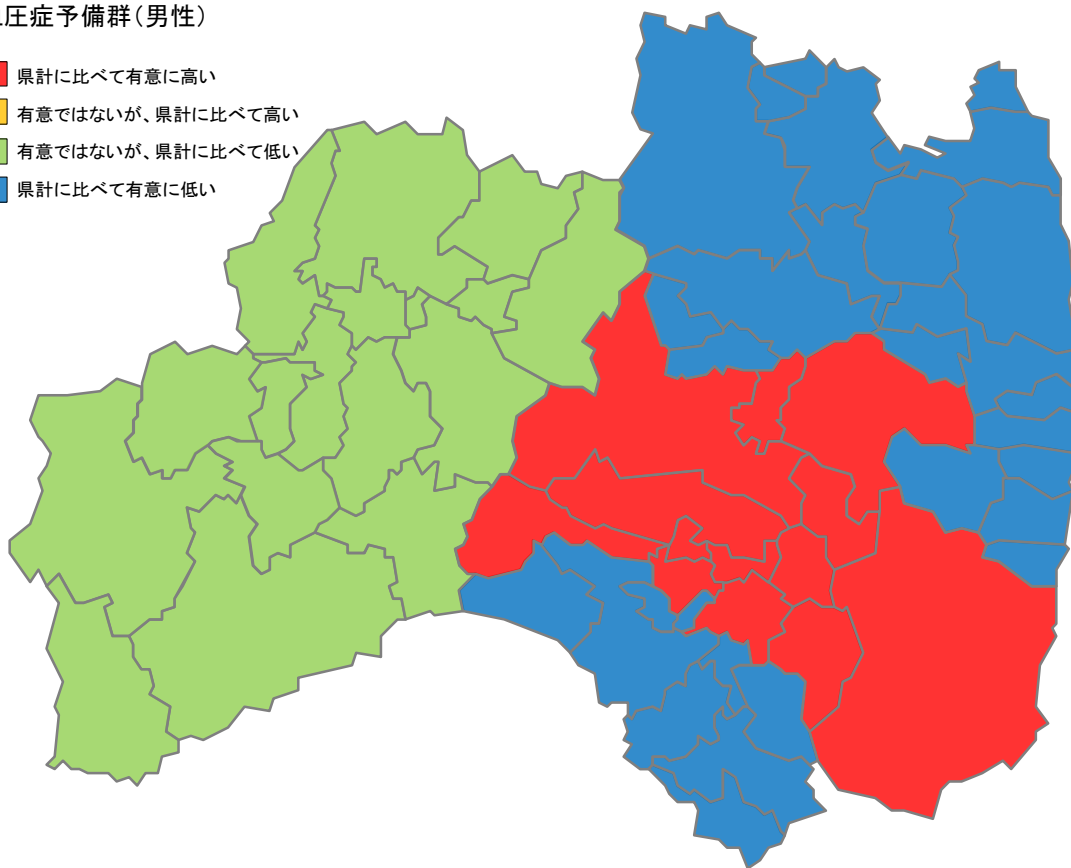 圧症予備群(男性)
県計に比べて有意に高い
有意ではないが、県計に比べて高い
有意ではないが、県計に比べて低い
県計に比べて有意に低い